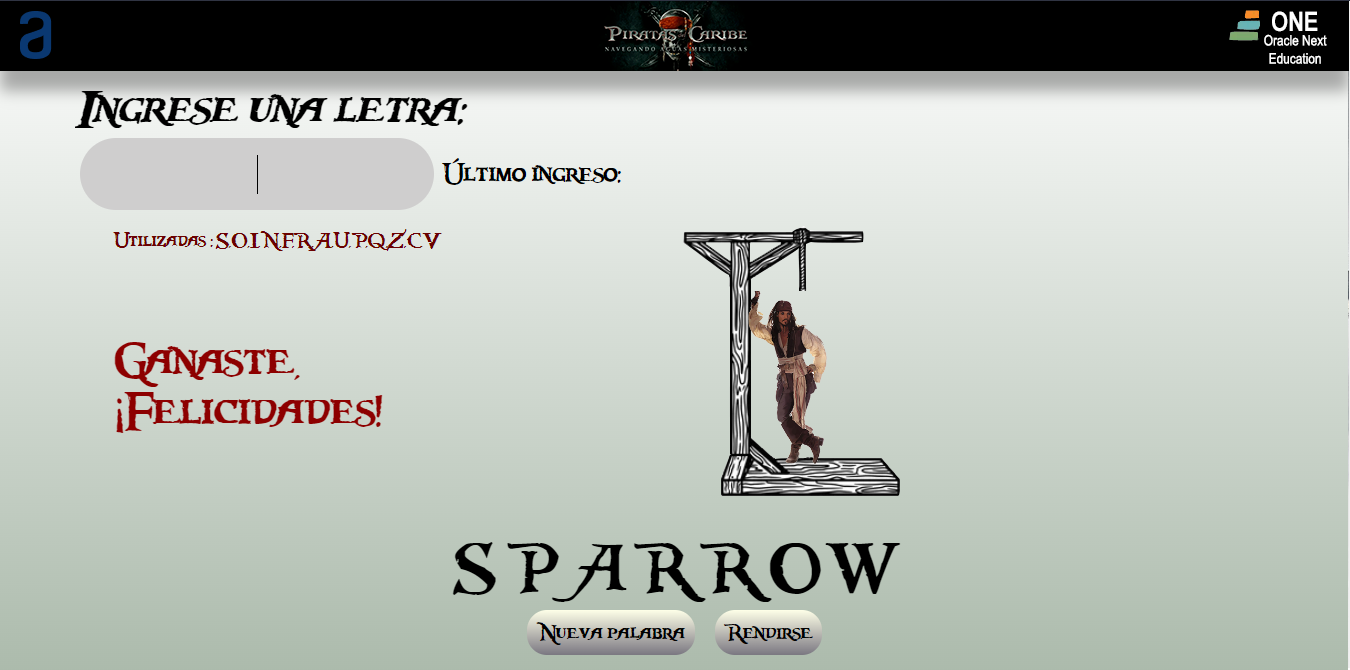 a
PIRATAS CARIBE
NAVEGANDO AGUAS MISTERIOSAS
ONE
Oracle Next
Education
INGRESE UNA LETRA:
ÚLTIMO INGRESO:
UTILIZADAS : S.O.I.N.F.R.A.U.P.Q.Z.C.V
GANASTE,
¡FELICIDADES!
SPARROW
NUEVA PALABRA
RENDIRSE